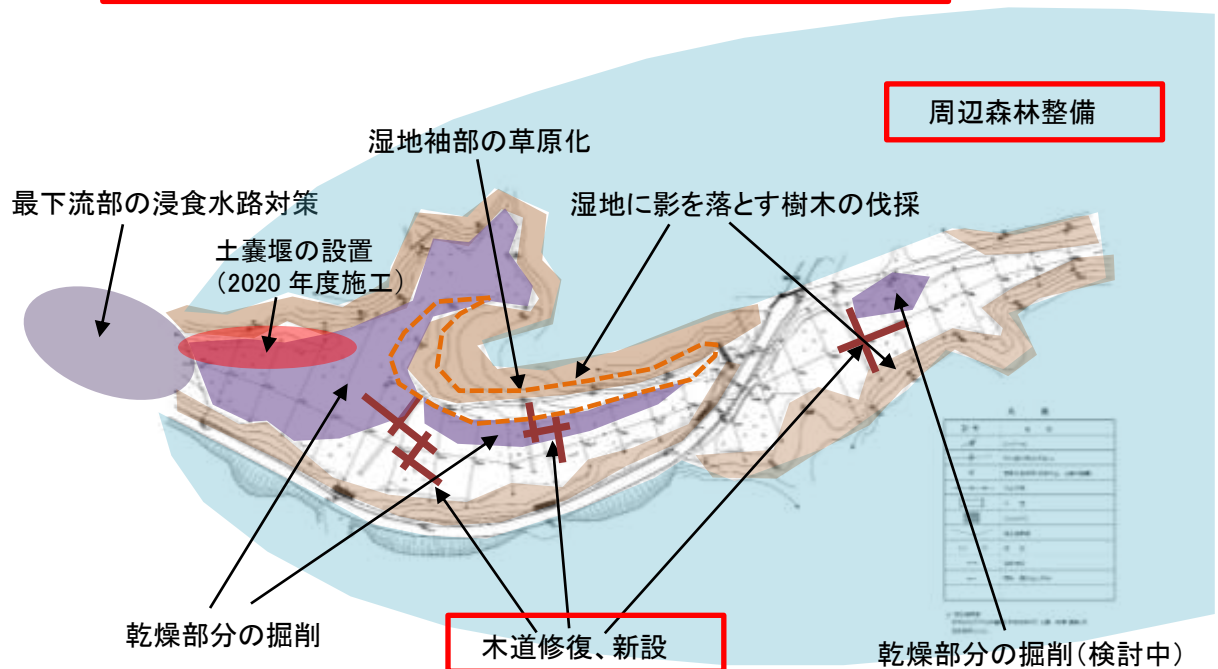 周辺森林整備
湿地袖部の草原化
最下流部の浸食水路対策
湿地に影を落とす樹木の伐採
土嚢堰の設置
（2020 年度施工）
乾燥部分の掘削
木道修復、新設
乾燥部分の掘削（検討中）